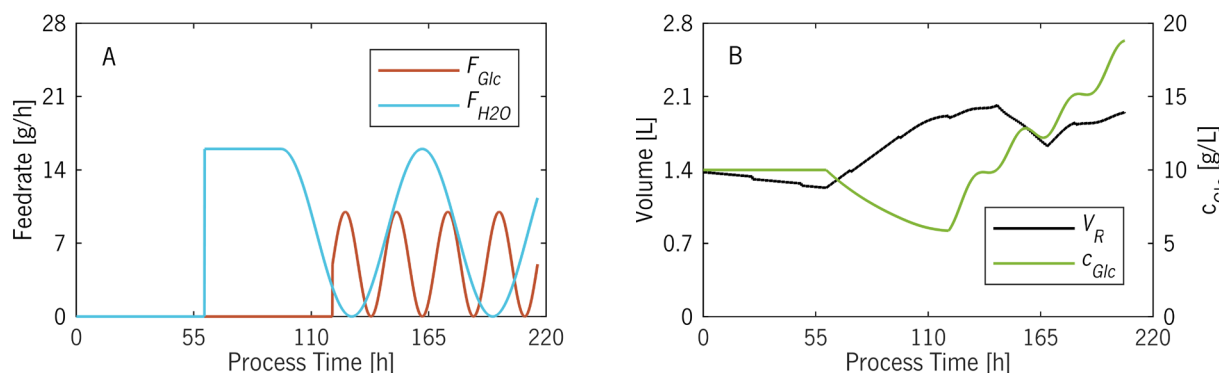 28
21
14
7
0
Feedrate [g/h]
A
F_Glc
F_H2O
0
55
110
165
220
Process Time [h]
2.8
2.1
1.4
0.7
0
Volume [L]
B
V_R
c_Glc
20
15
10
5
0
[g/L]
0
55
110
165
220
Process Time [h]